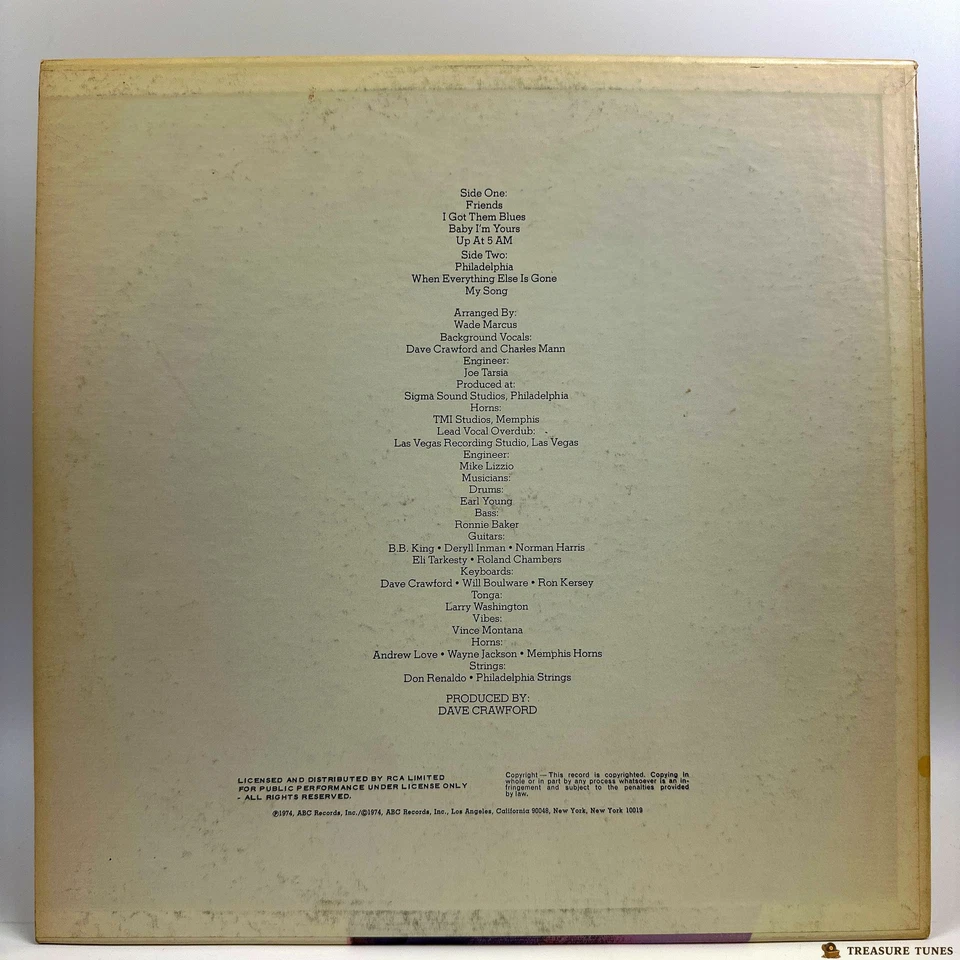 Side One:
Friends
I Got Them Blues
Baby I'm Yours
Up At 5 AM
Side Two:
Philadelphia
When Everything Else Is Gone
My Song
Arranged By:
Wade Marcus
Background Vocals:
Dave Crawford and Charles Mann
Engineer:
Joe Tarsia
Produced at:
Sigma Sound Studios, Philadelphia
Horns:
TMI Studios, Memphis
Lead Vocal Overdub:
Las Vegas Recording Studio, Las Vegas
Engineer:
Mike Lizzio
Musicians:
Drums:
Earl Young
Bass:
Ronnie Baker
Guitars:
B.B. King • Deryll Inman • Norman Harris
Eli Tarkesty • Roland Chambers
Keyboards:
Dave Crawford • Will Boulware • Ron Kersey
Tonga:
Larry Washington
Vibes:
Vince Montana
Horns:
Andrew Love • Wayne Jackson • Memphis Horns
Strings:
Don Renaldo • Philadelphia Strings
PRODUCED BY:
DAVE CRAWFORD
LICENSED AND DISTRIBUTED BY RCA LIMITED
FOR PUBLIC PERFORMANCE UNDER LICENSE ONLY
- ALL RIGHTS RESERVED.
Copyright — This record is copyrighted. Copying in
whole or in part by any process whatsoever is an in-
fringement and subject to the penalties provided
by law.
℗1974, ABC Records, Inc./©1974, ABC Records, Inc., Los Angeles, California 90048, New York, New York 10019
TREASURE TUNES